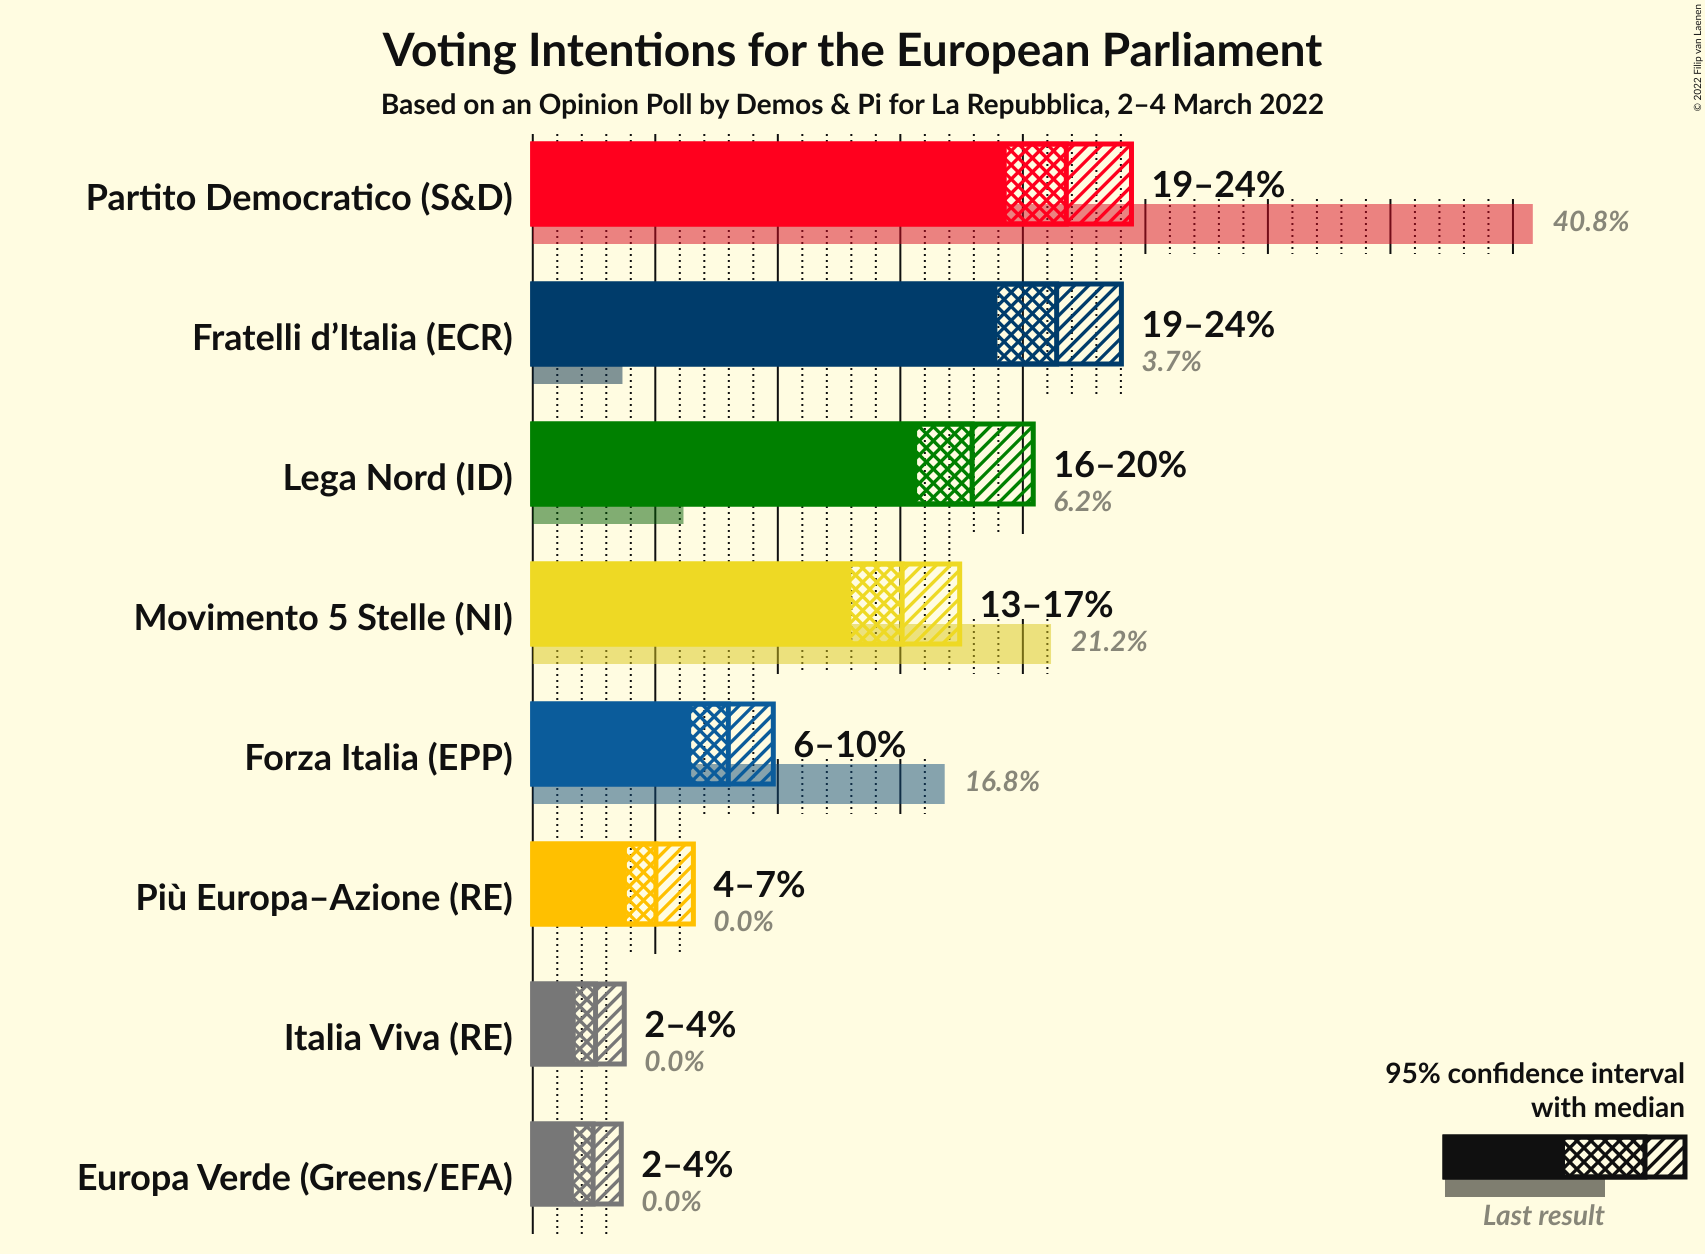 Voting Intentions for the European Parliament
Based on an Opinion Poll by Demos & Pi for La Repubblica, 2–4 March 2022
© 2022 Filip van Laenen
Partito Democratico (S&D)
19–24%
40.8%
Fratelli d’Italia (ECR)
19–24%
3.7%
Lega Nord (ID)
16–20%
6.2%
Movimento 5 Stelle (NI)
13–17%
21.2%
Forza Italia (EPP)
6–10%
16.8%
Più Europa–Azione (RE)
4–7%
0.0%
Italia Viva (RE)
2–4%
0.0%
Europa Verde (Greens/EFA)
2–4%
0.0%
95% confidence interval
with median
Last result